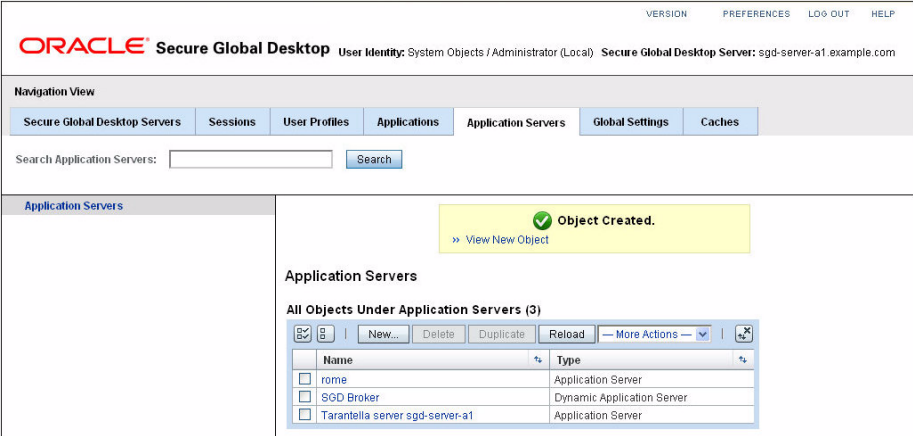 VERSION PREFERENCES LOG OUT HELP
ORACLE® Secure Global Desktop User Identity: System Objects / Administrator (Local) Secure Global Desktop Server: sgd-server-a1.example.com
Navigation View
Secure Global Desktop Servers Sessions User Profiles Applications Application Servers Global Settings Caches
Search Application Servers: Search
Application Servers
Object Created.
» View New Object
Application Servers
All Objects Under Application Servers (3)
New... Delete Duplicate Reload — More Actions —
Name Type
rome Application Server
SGD Broker Dynamic Application Server
Tarantella server sgd-server-a1 Application Server